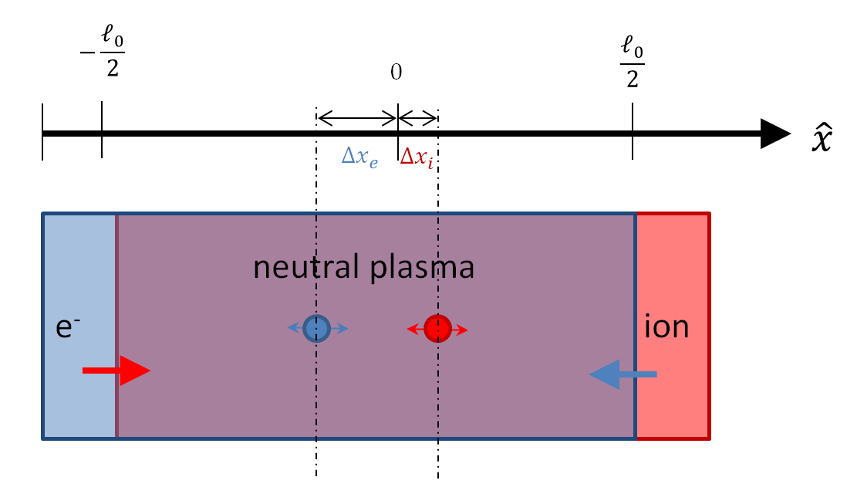 -ℓ₀/2
0
ℓ₀/2
x̂
Δxₑ
Δxᵢ
neutral plasma
e⁻
ion